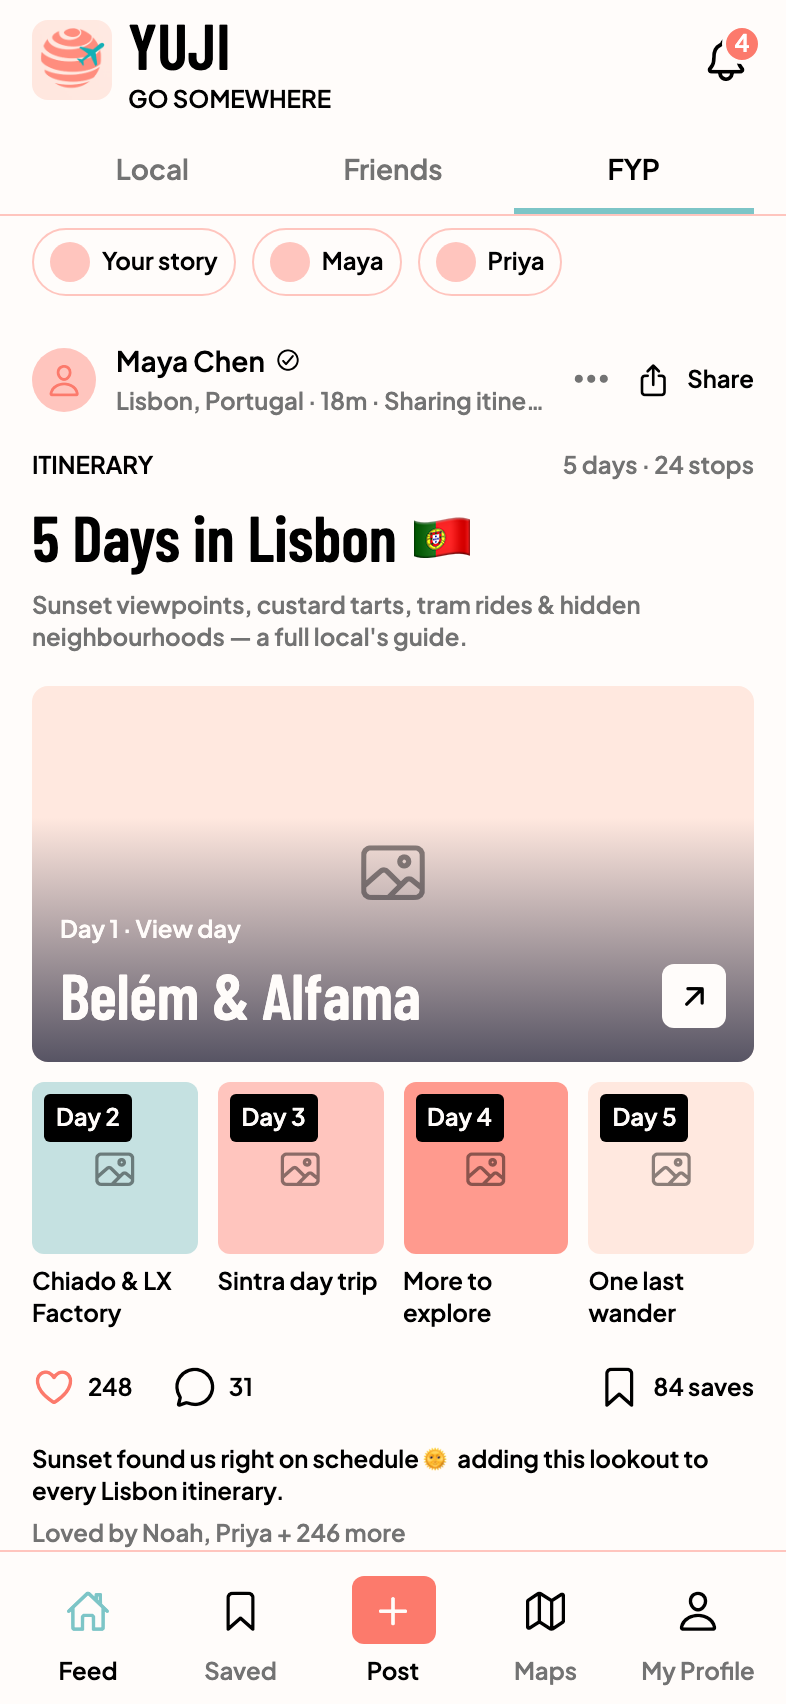 YUJI
GO SOMEWHERE
4
Local
Friends
FYP
Your story
Maya
Priya
Maya Chen
Lisbon, Portugal · 18m · Sharing itine...
Share
ITINERARY
5 days · 24 stops
5 Days in Lisbon 🇵🇹
Sunset viewpoints, custard tarts, tram rides & hidden
neighbourhoods — a full local's guide.
Day 1 · View day
Belém & Alfama
Day 2
Day 3
Day 4
Day 5
Chiado & LX
Factory
Sintra day trip
More to
explore
One last
wander
248
31
84 saves
Sunset found us right on schedule 🌞 adding this lookout to
every Lisbon itinerary.
Loved by Noah, Priya + 246 more
Feed
Saved
Post
Maps
My Profile